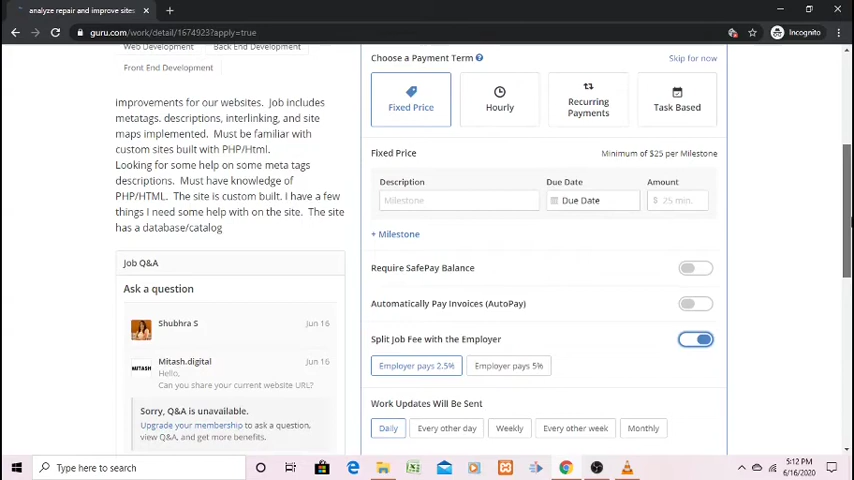 analyze repair and improve sites
guru.com/work/detail/1674923?apply=true
Incognito
Web Development
Back End Development
Front End Development
improvements for our websites. Job includes
metatags. descriptions, interlinking, and site
maps implemented. Must be familiar with
custom sites built with PHP/Html.
Looking for some help on some meta tags
descriptions. Must have knowledge of
PHP/HTML. The site is custom built. I have a few
things I need some help with on the site. The site
has a database/catalog
Job Q&A
Ask a question
Shubhra S
Jun 16
MITASH
Mitash.digital
Jun 16
Hello,
Can you share your current website URL?
Sorry, Q&A is unavailable.
Upgrade your membership to ask a question,
view Q&A, and get more benefits.
Choose a Payment Term ?
Skip for now
Fixed Price
Hourly
Recurring
Payments
Task Based
Fixed Price
Minimum of $25 per Milestone
Description
Due Date
Amount
Milestone
Due Date
$ 25 min.
+ Milestone
Require SafePay Balance
Automatically Pay Invoices (AutoPay)
Split Job Fee with the Employer
Employer pays 2.5%
Employer pays 5%
Work Updates Will Be Sent
Daily
Every other day
Weekly
Every other week
Monthly
Type here to search
5:12 PM
6/16/2020